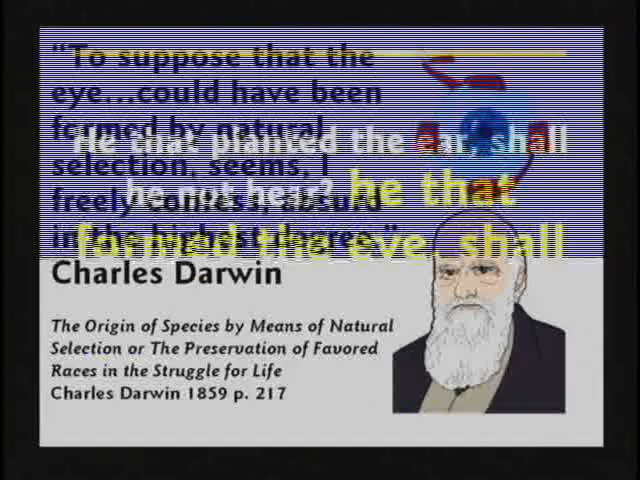 “To suppose that the
eye...could have been
formed by natural
selection, seems, I
freely confess, absurd
in the highest degree.”
He that planted the ear, shall
he not hear? he that
formed the eye, shall
Charles Darwin
The Origin of Species by Means of Natural
Selection or The Preservation of Favored
Races in the Struggle for Life
Charles Darwin 1859 p. 217